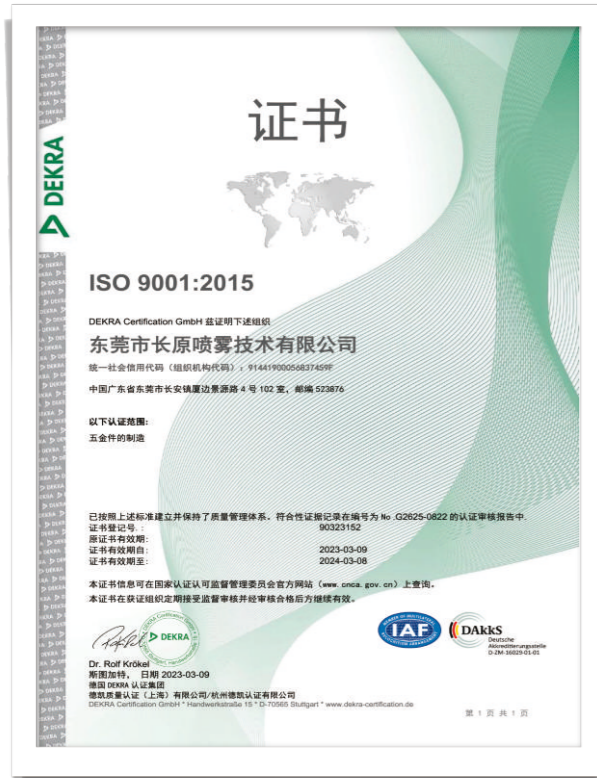 DEKRA
证书
ISO 9001:2015
DEKRA Certification GmbH 兹证明下述组织
东莞市长原喷雾技术有限公司
统一社会信用代码(组织机构代码):91441900056837459F
中国广东省东莞市长安镇厦边景源路 4 号 102 室,邮编 523876
以下认证范围:
五金件的制造
已按照上述标准建立并保持了质量管理体系。符合性证据记录在编号为 No .G2625-0822 的认证审核报告中.
证书登记号.: 90323152
原证书有效期:
证书有效期自: 2023-03-09
证书有效期至: 2024-03-08
本证书信息可在国家认证认可监督管理委员会官方网站(www.cnca.gov.cn)上查询。
本证书在获证组织定期接受监督审核并经审核合格后方继续有效。
DEKRA
IAF
DAkkS
Deutsche
Akkreditierungsstelle
D-ZM-16029-01-01
Dr. Rolf Krökel
斯图加特, 日期 2023-03-09
德国 DEKRA 认证集团
德凯质量认证(上海)有限公司/杭州德凯认证有限公司
DEKRA Certification GmbH * Handwerkstraße 15 * D-70565 Stuttgart * www.dekra-certification.de
第 1 页 共 1 页